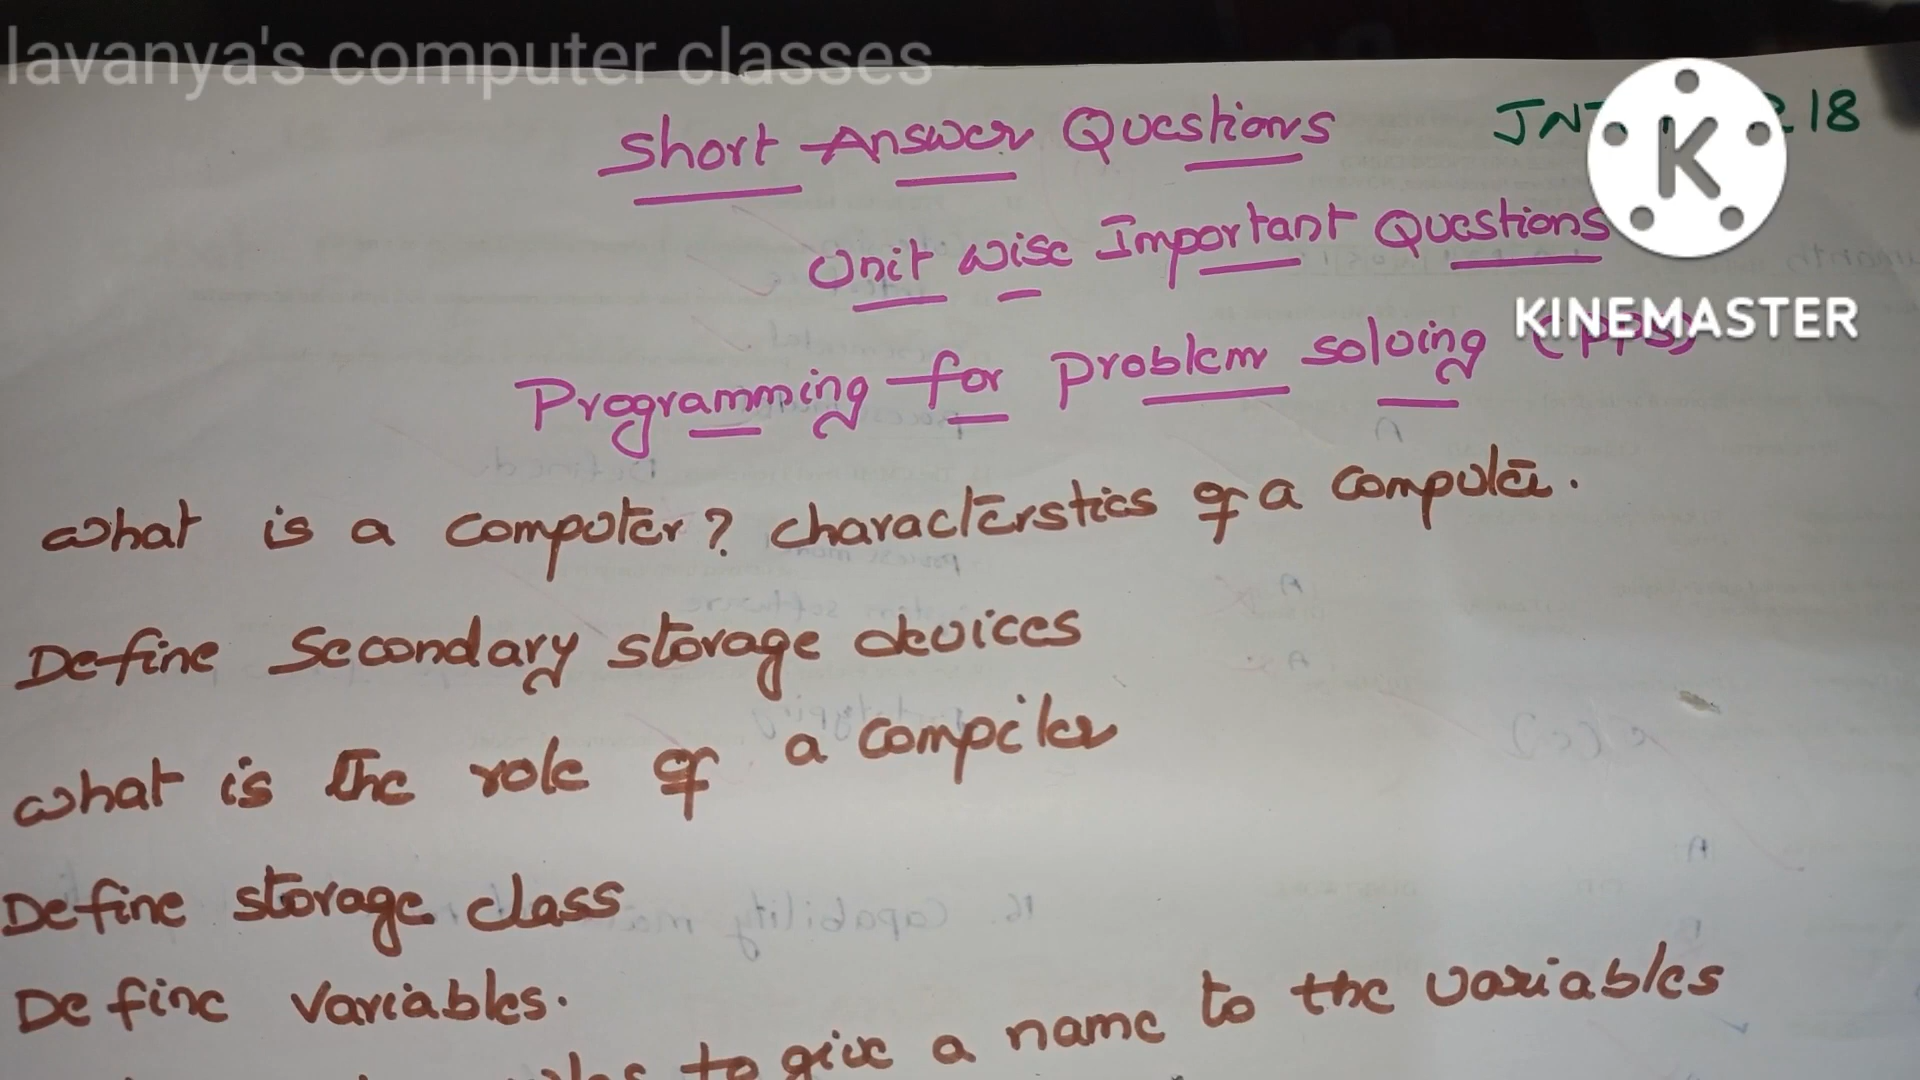 lavanya's computer classes
Short Answer Questions
18
Unit wise Important Questions
KINEMASTER
Programming for problem solving (PPS)
What is a computer? characterstics of a computer.
Define Secondary storage devices
what is the role of a compiler
Define storage class
Define Variables.
to give a name to the variables